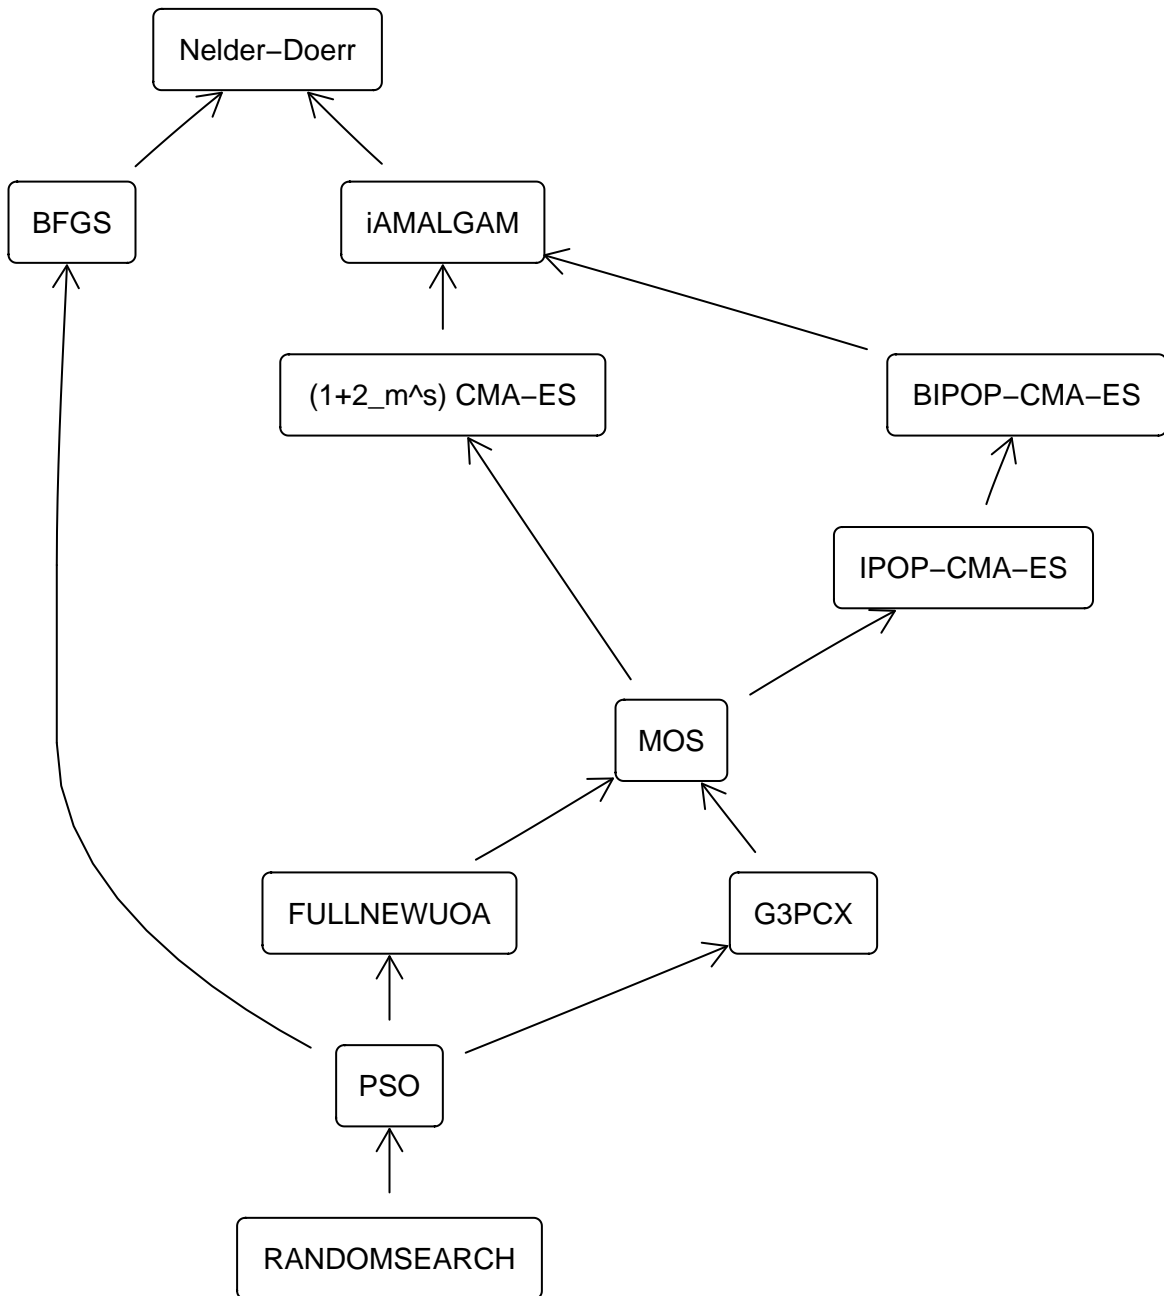 Nelder−Doerr
BFGS
iAMALGAM
(1+2_m^s) CMA−ES
BIPOP−CMA−ES
IPOP−CMA−ES
MOS
FULLNEWUOA
G3PCX
PSO
RANDOMSEARCH